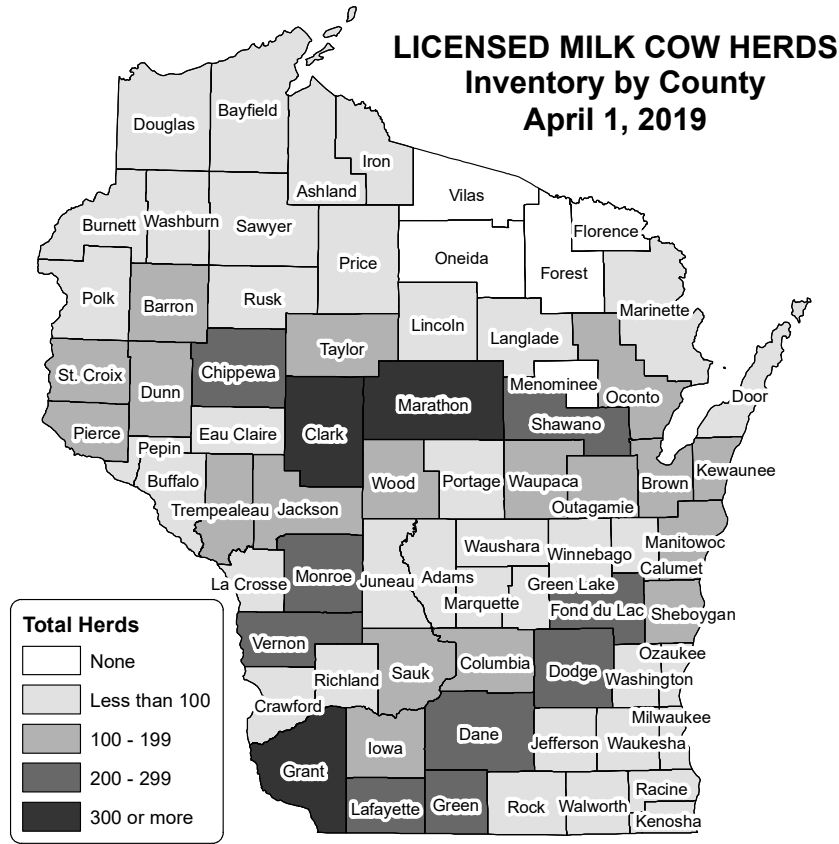 LICENSED MILK COW HERDS
Inventory by County
April 1, 2019
Douglas
Bayfield
Iron
Ashland
Vilas
Burnett
Washburn
Sawyer
Florence
Price
Oneida
Forest
Polk
Barron
Rusk
Marinette
Lincoln
Langlade
Taylor
St. Croix
Chippewa
Menominee
Dunn
Oconto
Door
Marathon
Shawano
Pierce
Eau Claire
Clark
Pepin
Kewaunee
Buffalo
Wood
Portage
Waupaca
Brown
Trempealeau
Jackson
Outagamie
Waushara
Winnebago
Manitowoc
Calumet
La Crosse
Monroe
Juneau
Adams
Green Lake
Marquette
Fond du Lac
Sheboygan
Vernon
Richland
Sauk
Columbia
Dodge
Ozaukee
Washington
Crawford
Milwaukee
Iowa
Dane
Jefferson
Waukesha
Grant
Lafayette
Green
Rock
Walworth
Racine
Kenosha
Total Herds
None
Less than 100
100 - 199
200 - 299
300 or more